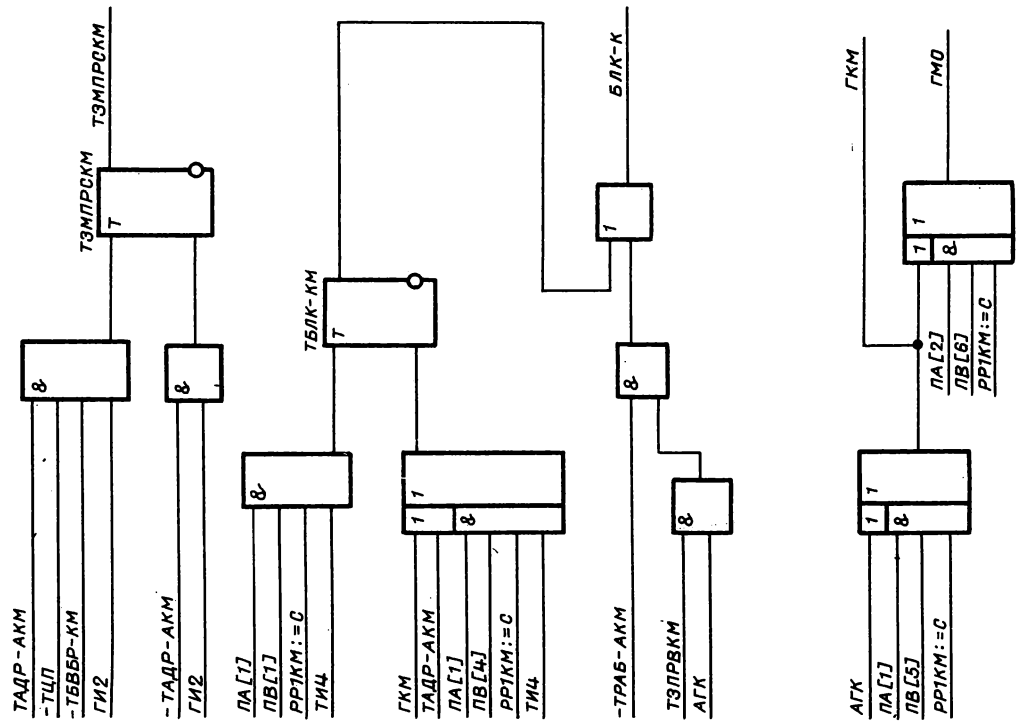 ТАДР-АКМ
-ТЦП
-ТБВВР-КМ
ГИ2
&
-ТАДР-АКМ
ГИ2
&
ТЗМПРСКМ
Т
ТЗМПРСКМ
ПА[1]
ПВ[1]
РР1КМ:=С
ТИ4
&
ГКМ
ТАДР-АКМ
ПА[1]
ПВ[4]
РР1КМ:=С
ТИ4
1
&
1
ТБЛК-КМ
Т
-ТРАБ-АКМ
ТЗПРВКМ
АГК
&
&
1
БЛК-К
АГК
ПА[1]
ПВ[5]
РР1КМ:=С
1
&
1
ГКМ
ПА[2]
ПВ[6]
РР1КМ:=С
1
&
1
ГМО